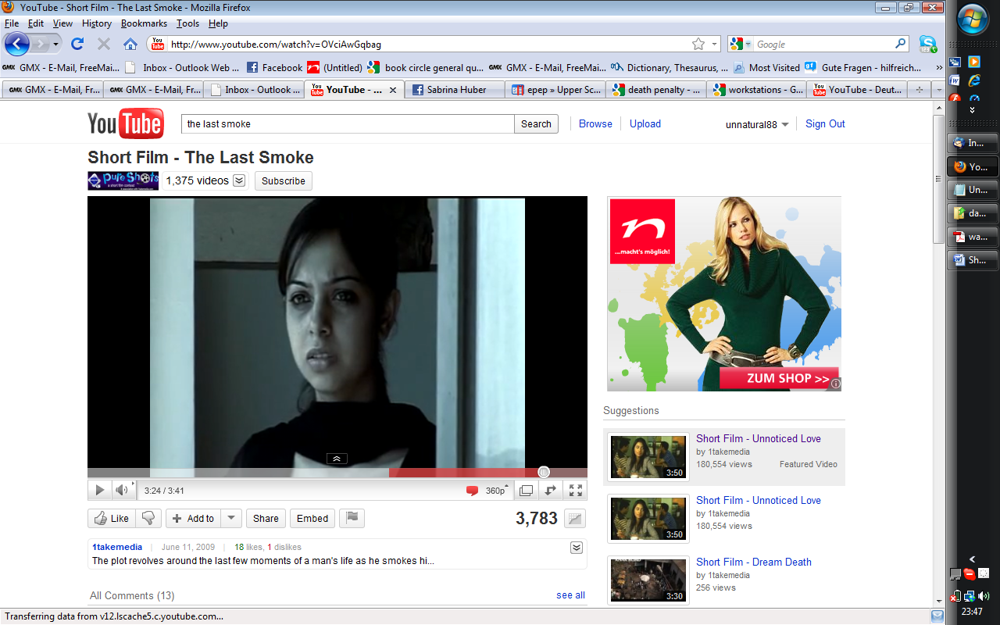 YouTube - Short Film - The Last Smoke - Mozilla Firefox
File Edit View History Bookmarks Tools Help
You Tube http://www.youtube.com/watch?v=OVciAwGqbag Google
GMX GMX - E-Mail, FreeMai... Inbox - Outlook Web ... Facebook (Untitled) book circle general qu... GMX GMX - E-Mail, FreeMai... Dictionary, Thesaurus, ... Most Visited Gute Fragen - hilfreich... »
GMX GMX - E-Mail, Fr... GMX GMX - E-Mail, Fr... Inbox - Outlook ... YouTube - ... Sabrina Huber epep » Upper Sc... death penalty - ... workstations - G... YouTube - Deut...
You Tube the last smoke Search Browse Upload unnatural88 Sign Out
Short Film - The Last Smoke
pure Shots 1,375 videos Subscribe
n
...macht's möglich!
ZUM SHOP >>
3:24 / 3:41 360p
Like Add to Share Embed 3,783
1takemedia June 11, 2009 18 likes, 1 dislikes
The plot revolves around the last few moments of a man's life as he smokes hi...
All Comments (13) see all
Suggestions
3:50
Short Film - Unnoticed Love
by 1takemedia
180,554 views Featured Video
3:50
Short Film - Unnoticed Love
by 1takemedia
180,554 views
3:30
Short Film - Dream Death
by 1takemedia
256 views
Transferring data from v12.lscache5.c.youtube.com...
In...
Yo...
Un...
da...
wa...
Sh...
23:47